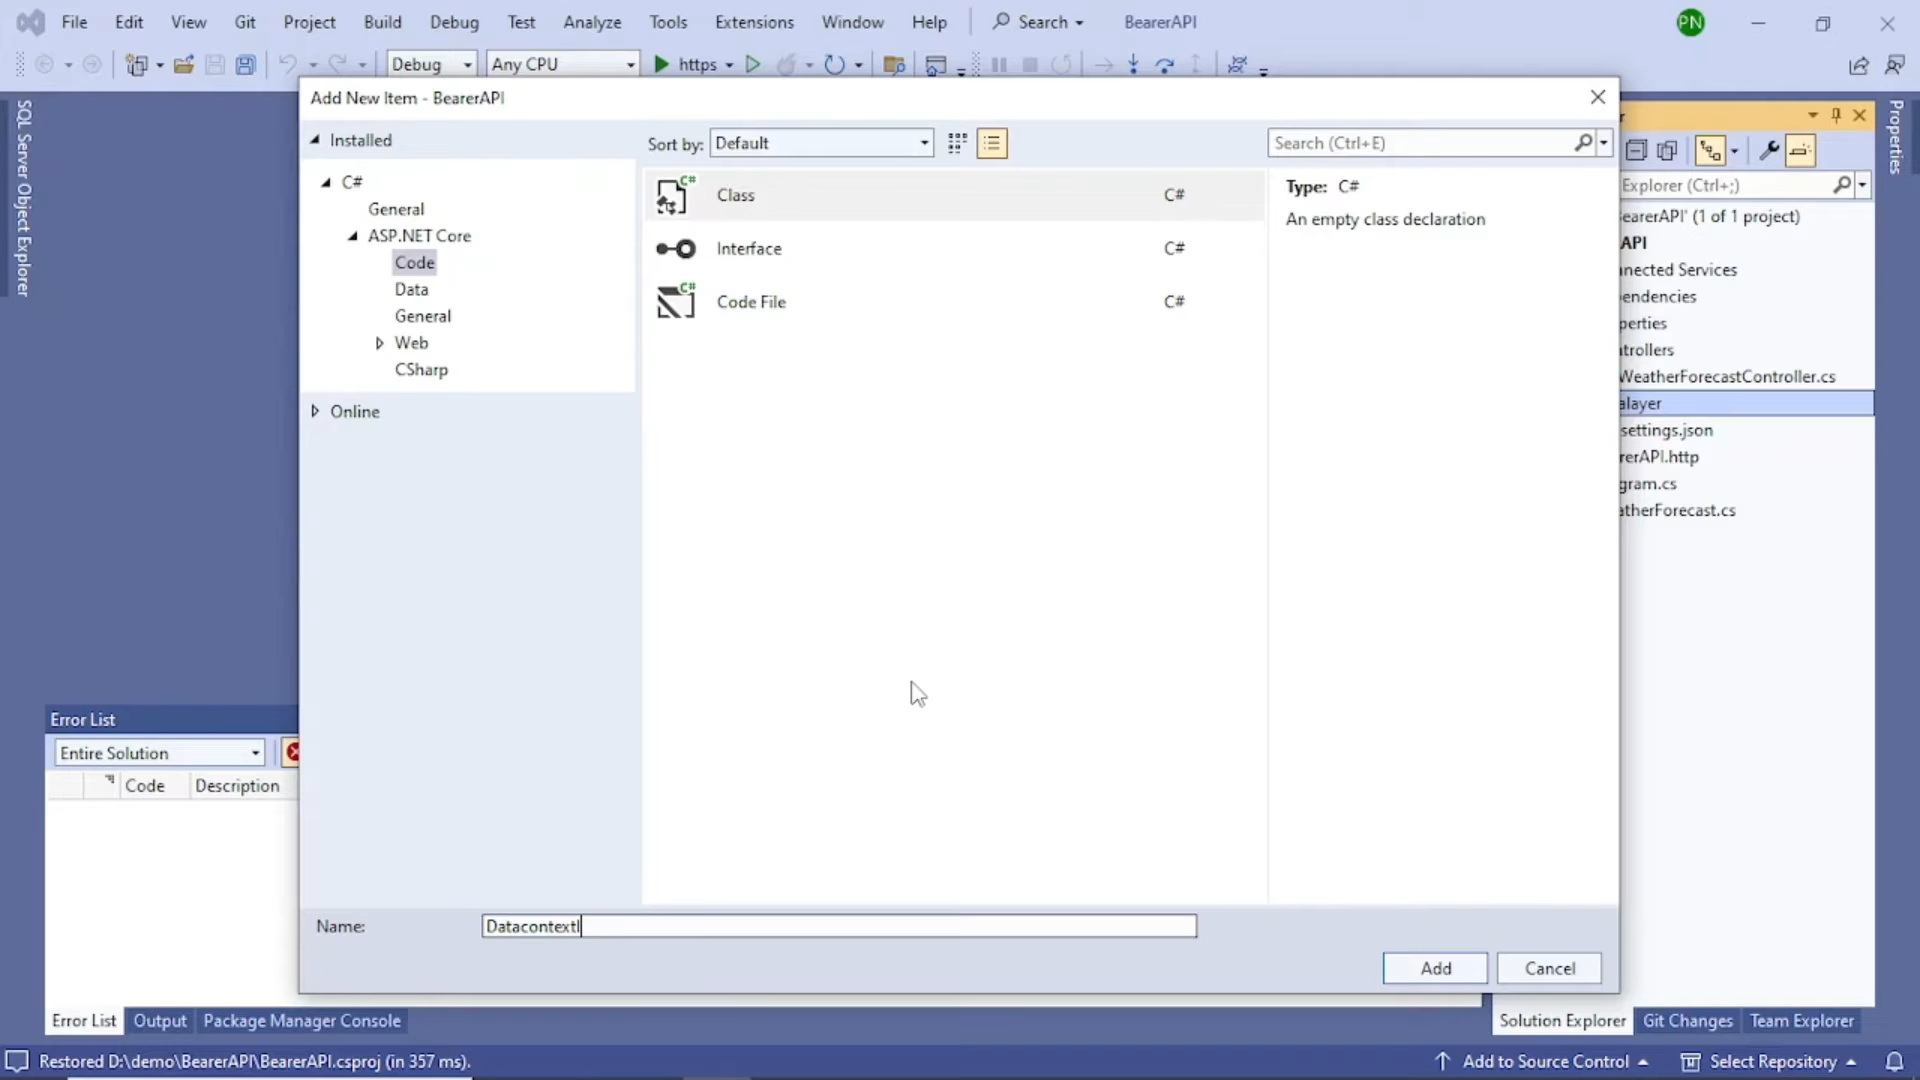 File Edit View Git Project Build Debug Test Analyze Tools Extensions Window Help Search BearerAPI PN
Debug Any CPU https
SQL Server Object Explorer
Add New Item - BearerAPI
Installed
C#
General
ASP.NET Core
Code
Data
General
Web
CSharp
Online
Sort by: Default
Search (Ctrl+E)
C# Class C#
Interface C#
C# Code File C#
Type: C#
An empty class declaration
Name: Datacontext
Add Cancel
r
Explorer (Ctrl+;)
earerAPI' (1 of 1 project)
API
nnected Services
endencies
perties
ntrollers
WeatherForecastController.cs
alayer
settings.json
rerAPI.http
gram.cs
atherForecast.cs
Properties
Error List
Entire Solution
Code Description
Error List Output Package Manager Console
Solution Explorer Git Changes Team Explorer
Restored D:\demo\BearerAPI\BearerAPI.csproj (in 357 ms).
Add to Source Control Select Repository